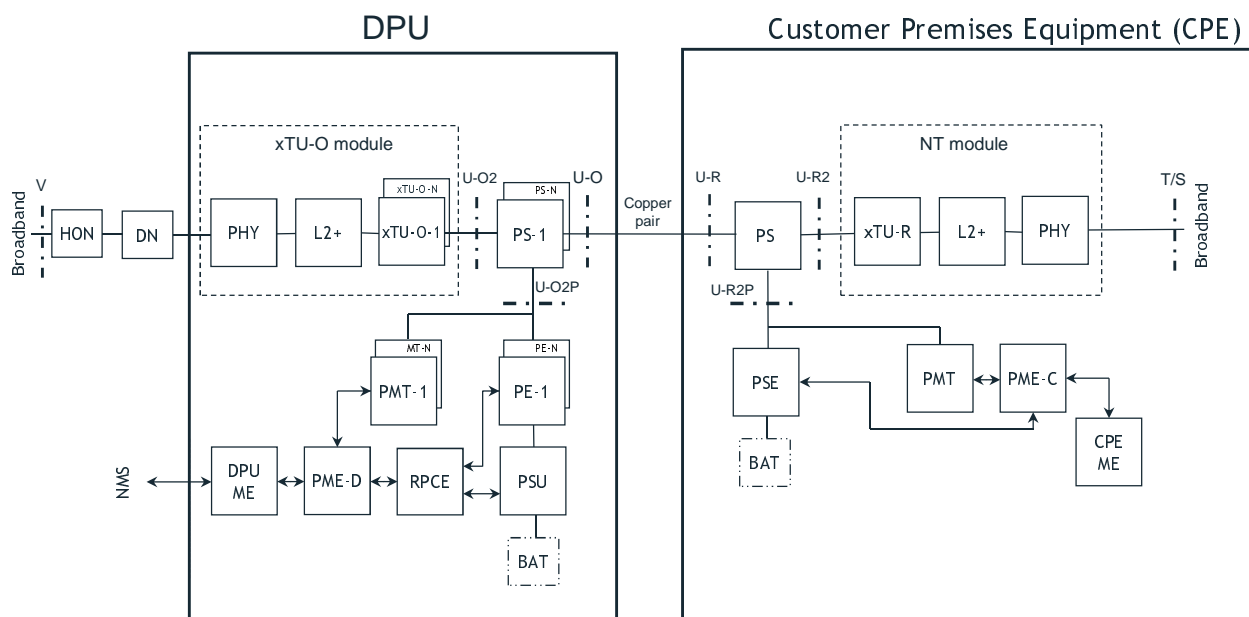 DPU
Customer Premises Equipment (CPE)
xTU-O module
NT module
V
Broadband
HON
DN
PHY
L2+
xTU-O-N
xTU-O-1
U-O2
PS-N
PS-1
U-O
Copper
pair
U-R
PS
U-R2
xTU-R
L2+
PHY
T/S
Broadband
U-O2P
U-R2P
MT-N
PMT-1
PE-N
PE-1
PSE
PMT
PME-C
NMS
DPU
ME
PME-D
RPCE
PSU
BAT
BAT
CPE
ME